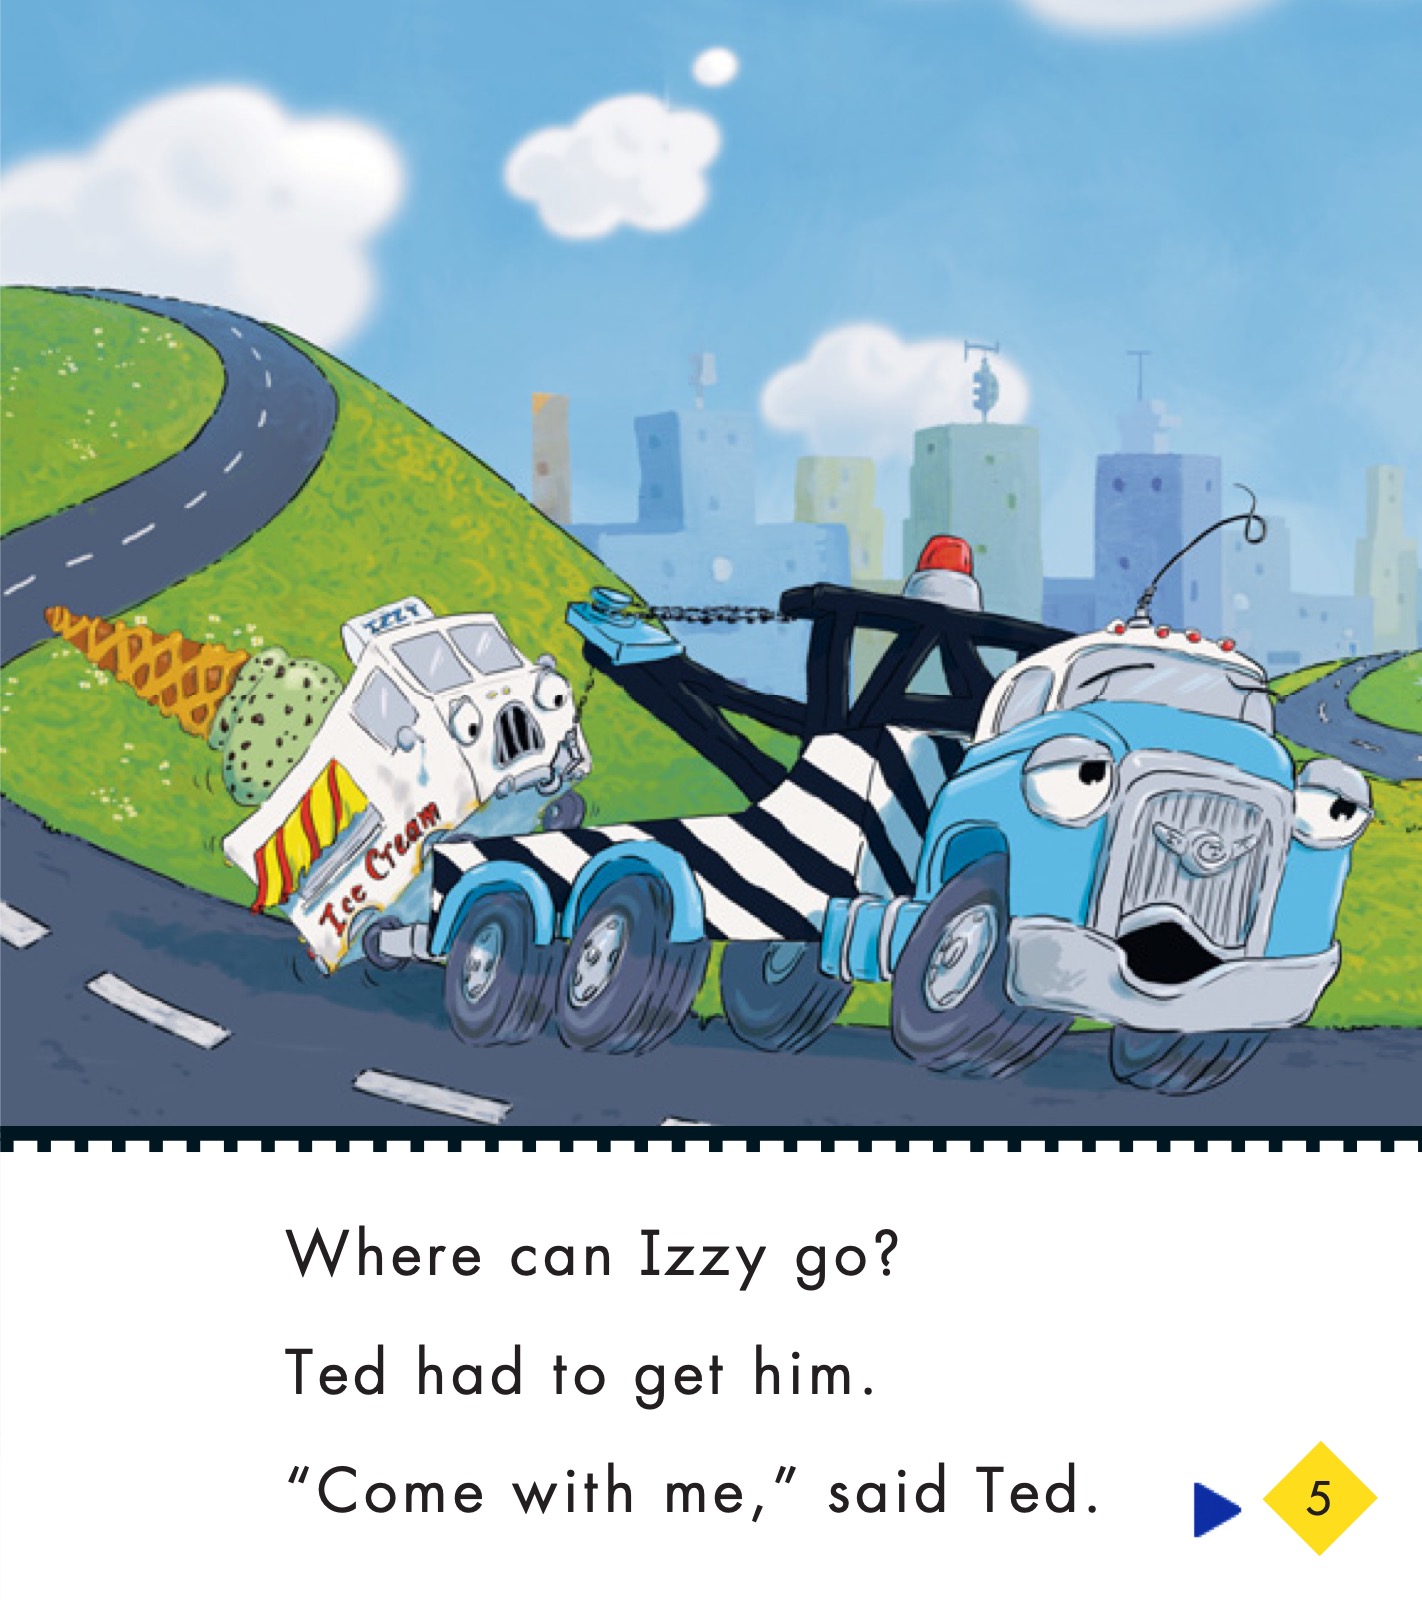 IZZY
Ice Cream
Where can Izzy go?
Ted had to get him.
“Come with me,” said Ted.
5